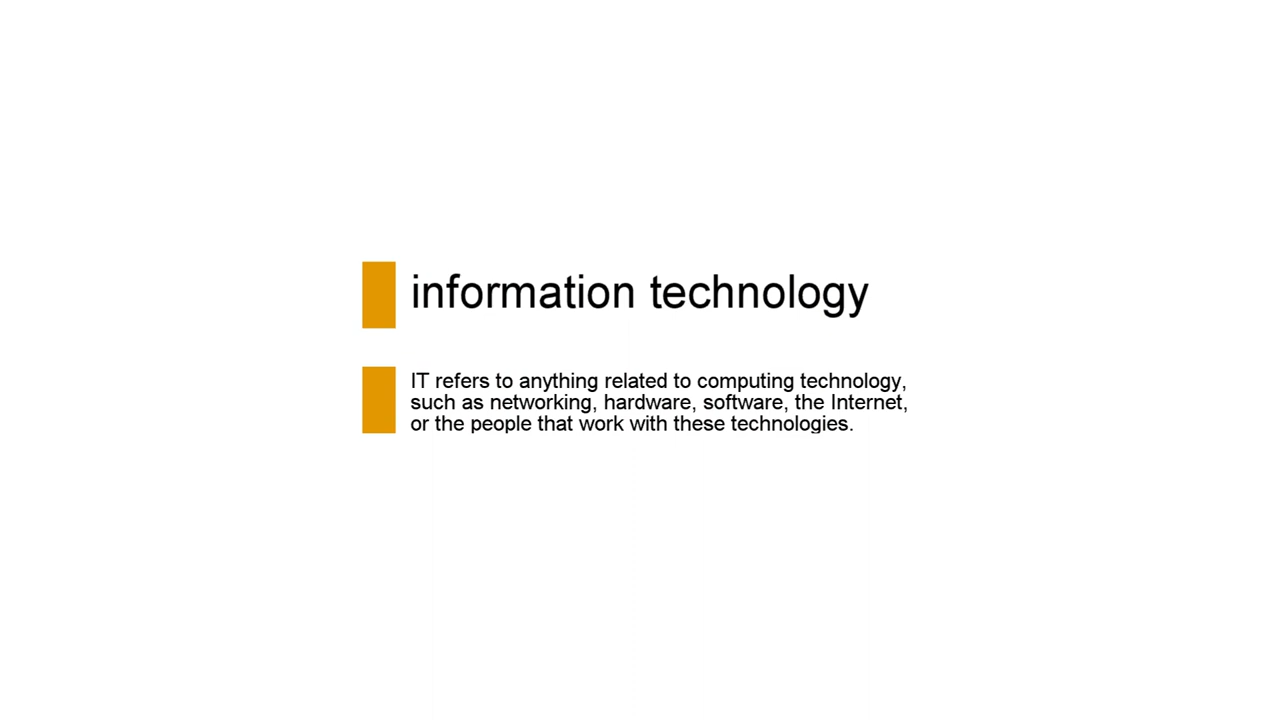 information technology
IT refers to anything related to computing technology,
such as networking, hardware, software, the Internet,
or the people that work with these technologies.